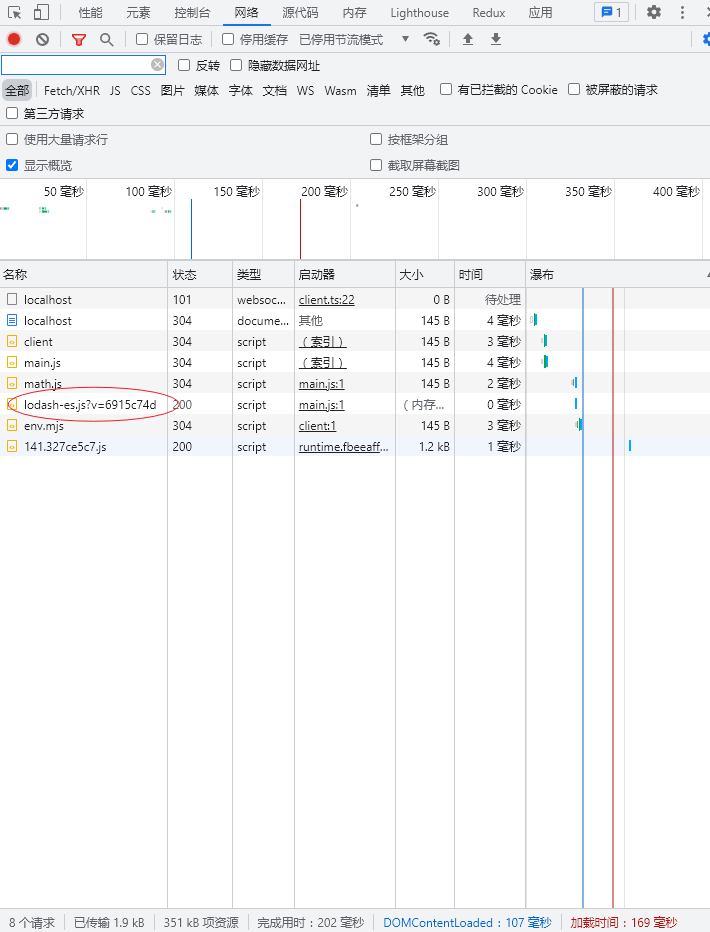 性能 元素 控制台 网络 源代码 内存 Lighthouse Redux 应用 1
保留日志 停用缓存 已停用节流模式
反转 隐藏数据网址
全部 Fetch/XHR JS CSS 图片 媒体 字体 文档 WS Wasm 清单 其他 有已拦截的 Cookie 被屏蔽的请求
第三方请求
使用大量请求行 按框架分组
显示概览 截取屏幕截图
50 毫秒 100 毫秒 150 毫秒 200 毫秒 250 毫秒 300 毫秒 350 毫秒 400 毫秒
名称 状态 类型 启动器 大小 时间 瀑布
localhost 101 websoc... client.ts:22 0 B 待处理
localhost 304 docume... 其他 145 B 4 毫秒
client 304 script （索引） 145 B 3 毫秒
main.js 304 script （索引） 145 B 4 毫秒
math.js 304 script main.js:1 145 B 2 毫秒
lodash-es.js?v=6915c74d 200 script main.js:1 （内存... 0 毫秒
env.mjs 304 script client:1 145 B 3 毫秒
141.327ce5c7.js 200 script runtime.fbeeaff... 1.2 kB 1 毫秒
8 个请求 已传输 1.9 kB 351 kB 项资源 完成用时：202 毫秒 DOMContentLoaded：107 毫秒 加载时间：169 毫秒